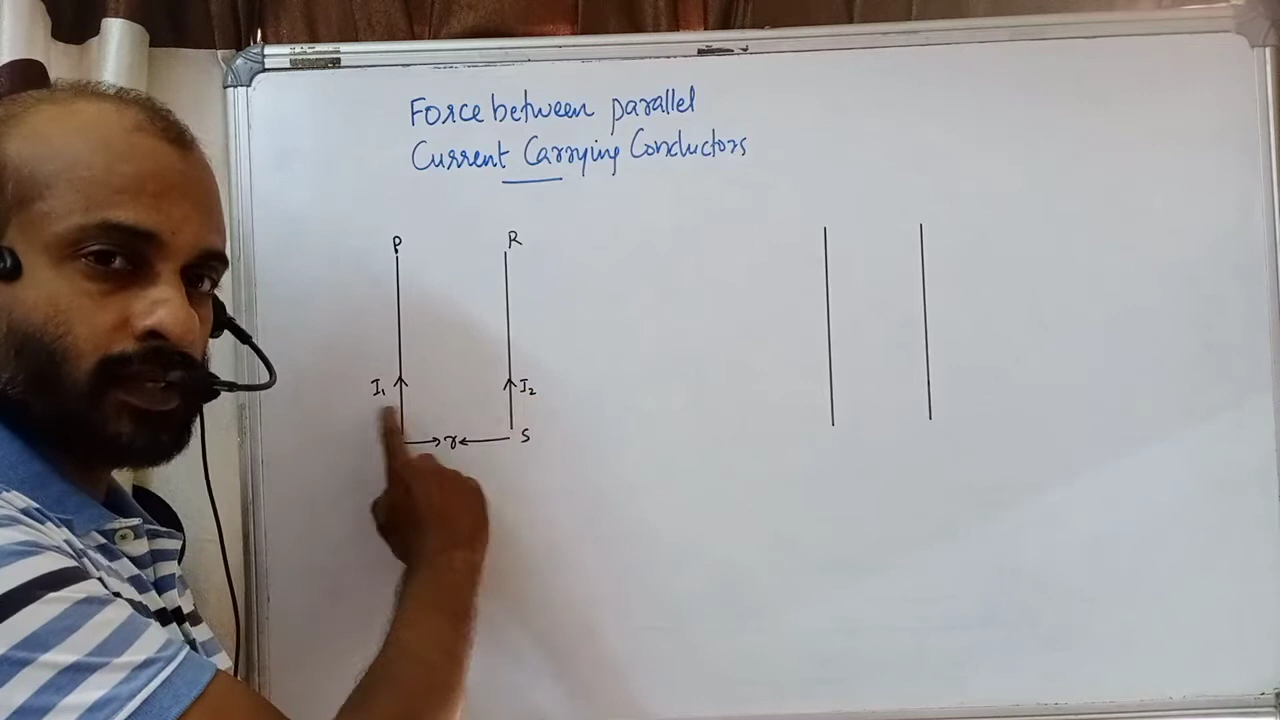 Force between parallel
Current Carrying Conductors
P R
I₁ I₂
r S